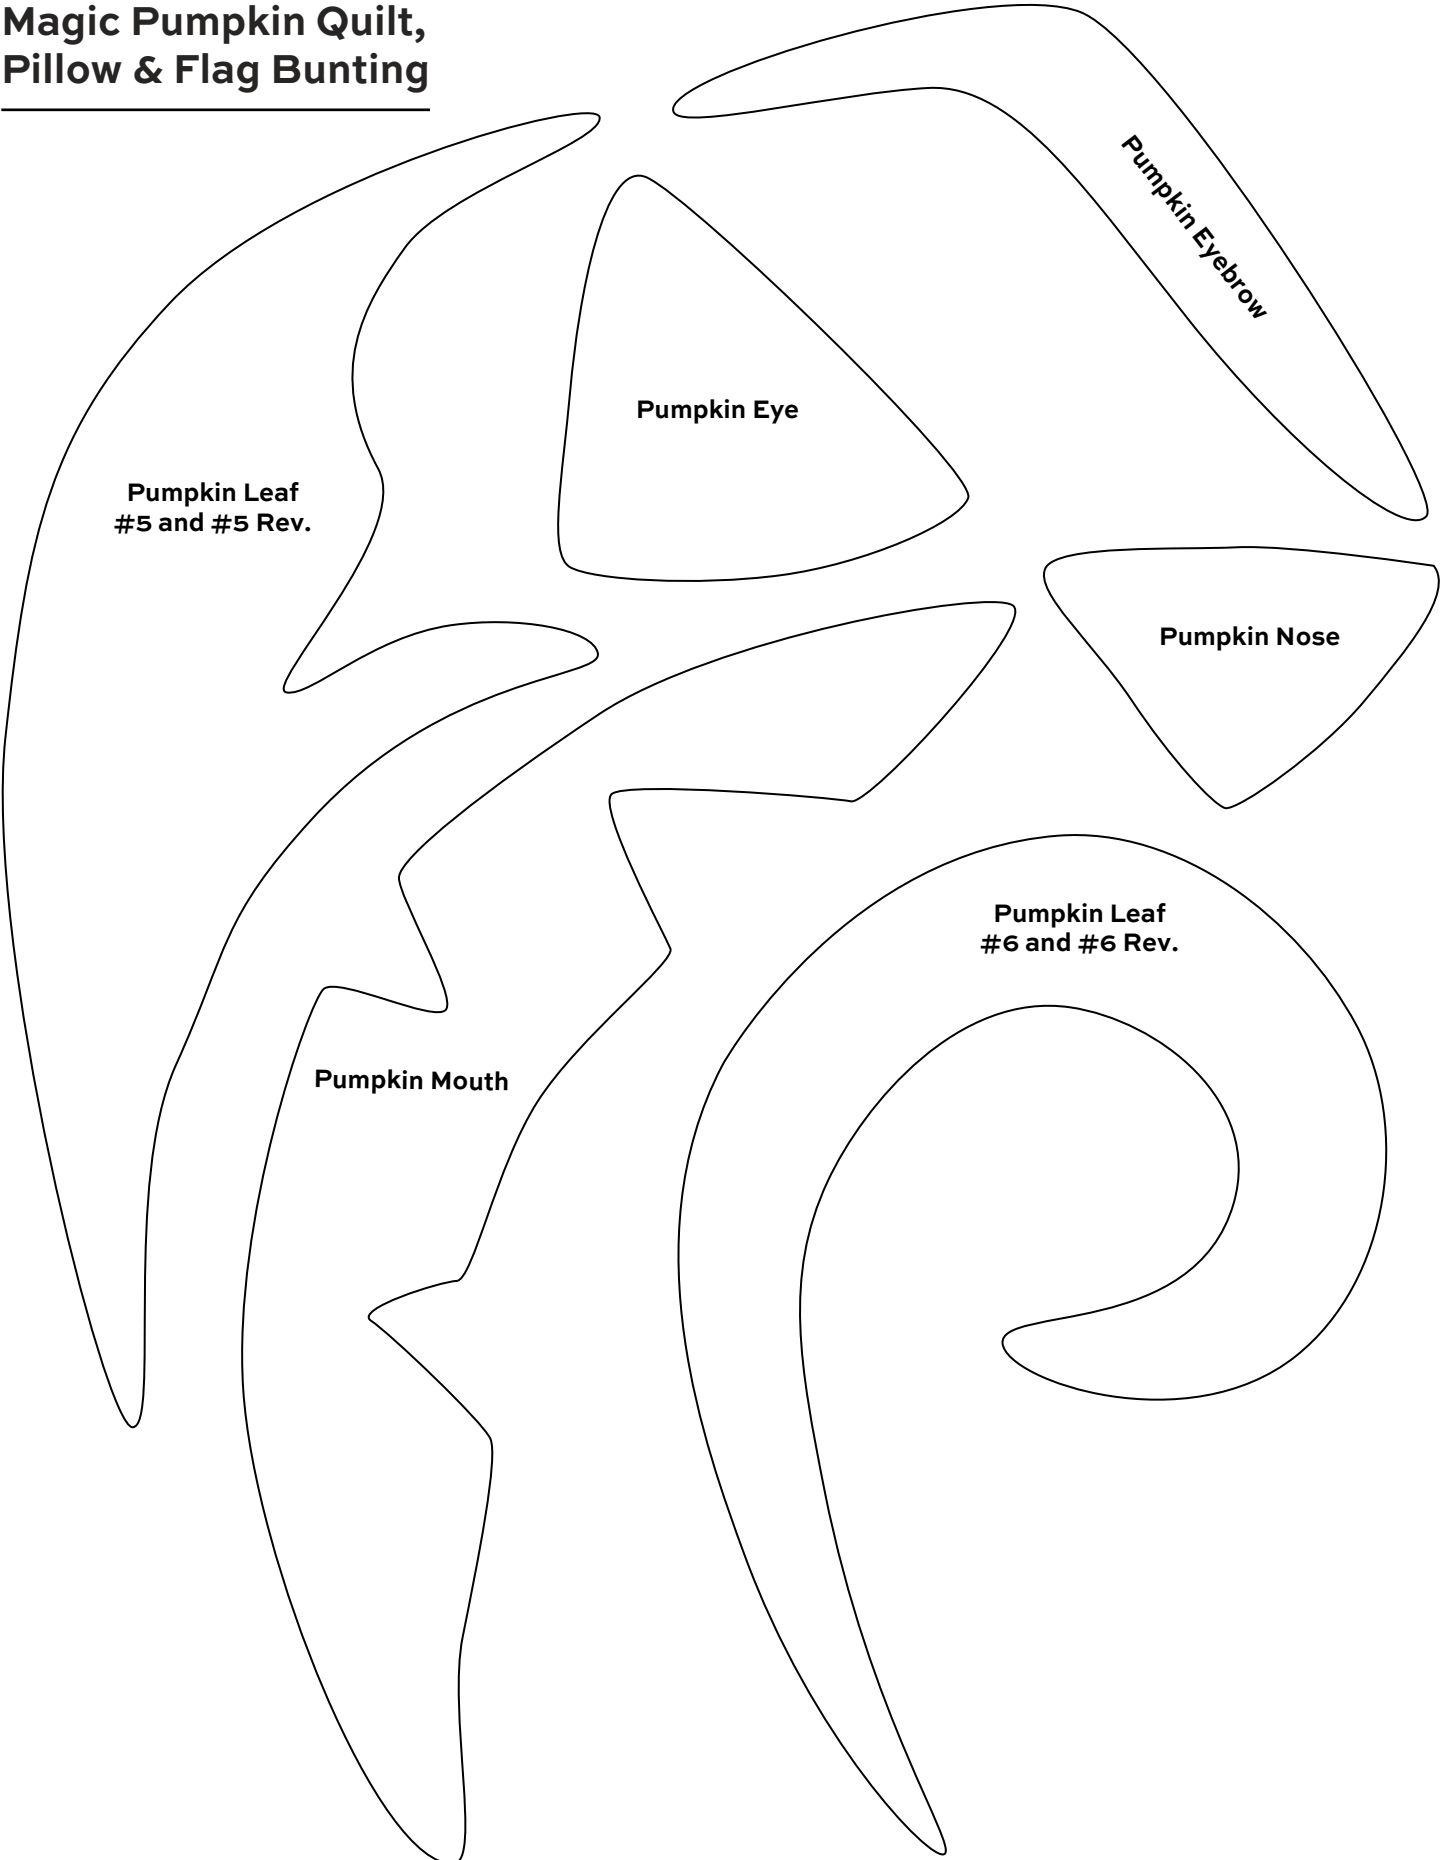 Magic Pumpkin Quilt,
Pillow & Flag Bunting
Pumpkin Eyebrow
Pumpkin Eye
Pumpkin Leaf
#5 and #5 Rev.
Pumpkin Nose
Pumpkin Leaf
#6 and #6 Rev.
Pumpkin Mouth